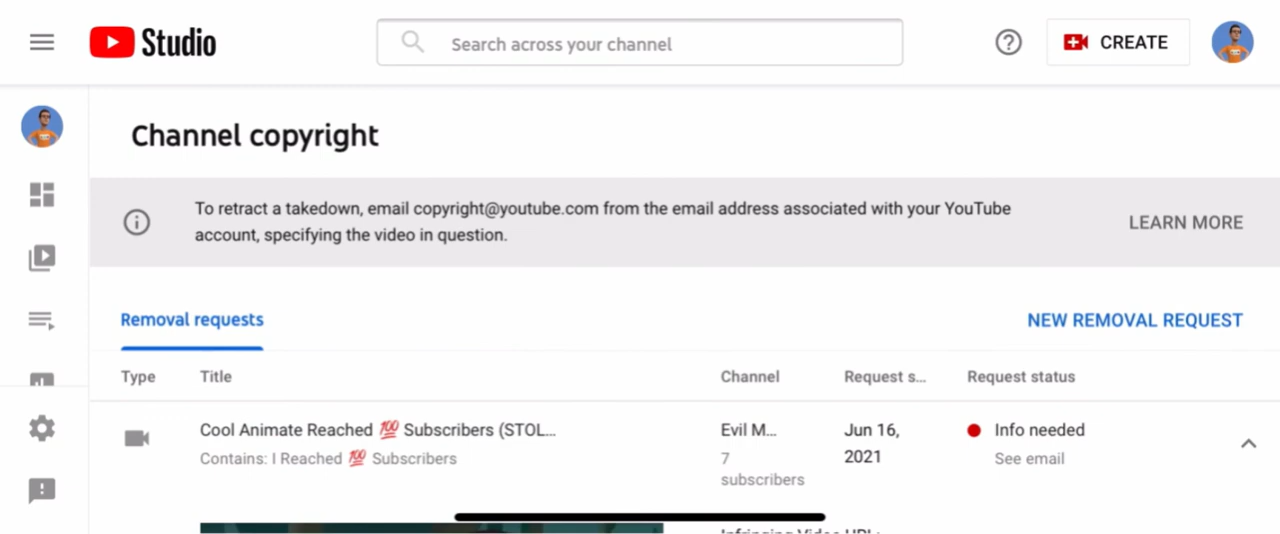 Studio
Search across your channel
CREATE
Channel copyright
To retract a takedown, email copyright@youtube.com from the email address associated with your YouTube
account, specifying the video in question.
LEARN MORE
Removal requests
NEW REMOVAL REQUEST
Type Title Channel Request s... Request status
Cool Animate Reached 💯 Subscribers (STOL... Evil M... Jun 16, Info needed
Contains: I Reached 💯 Subscribers 7 2021 See email
subscribers